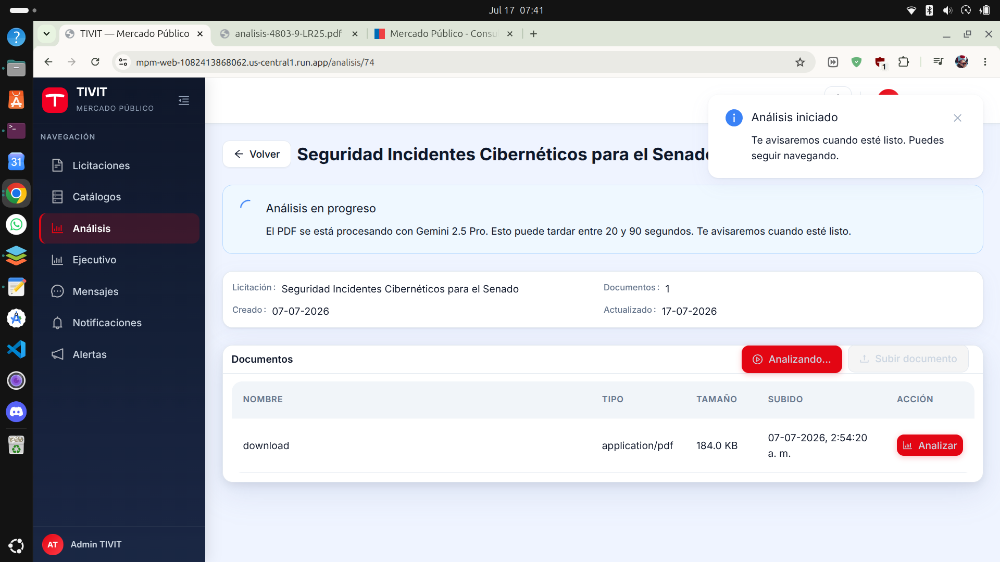 Jul 17 07:41
TIVIT — Mercado Público
analisis-4803-9-LR25.pdf
Mercado Público - Consu
mpm-web-1082413868062.us-central1.run.app/analisis/74
1
31
TIVIT
MERCADO PÚBLICO
NAVEGACIÓN
Licitaciones
Catálogos
Análisis
Ejecutivo
Mensajes
Notificaciones
Alertas
AT
Admin TIVIT
Análisis iniciado
Te avisaremos cuando esté listo. Puedes
seguir navegando.
Volver
Seguridad Incidentes Cibernéticos para el Senado
Análisis en progreso
El PDF se está procesando con Gemini 2.5 Pro. Esto puede tardar entre 20 y 90 segundos. Te avisaremos cuando esté listo.
Licitación: Seguridad Incidentes Cibernéticos para el Senado
Documentos: 1
Creado: 07-07-2026
Actualizado: 17-07-2026
Documentos
Analizando...
Subir documento
NOMBRE TIPO TAMAÑO SUBIDO ACCIÓN
download application/pdf 184.0 KB 07-07-2026, 2:54:20
a. m.
Analizar